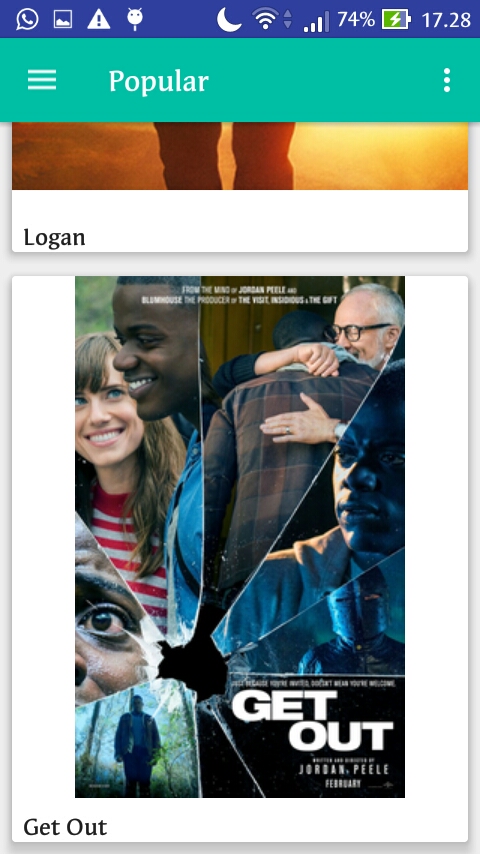 74% 17.28
Popular
Logan
FROM THE MIND OF JORDAN PEELE AND
BLUMHOUSE THE PRODUCER OF THE VISIT, INSIDIOUS & THE GIFT
JUST BECAUSE YOU'RE INVITED, DOESN'T MEAN YOU'RE WELCOME.
GET
OUT
WRITTEN AND DIRECTED BY
JORDAN PEELE
FEBRUARY
Get Out